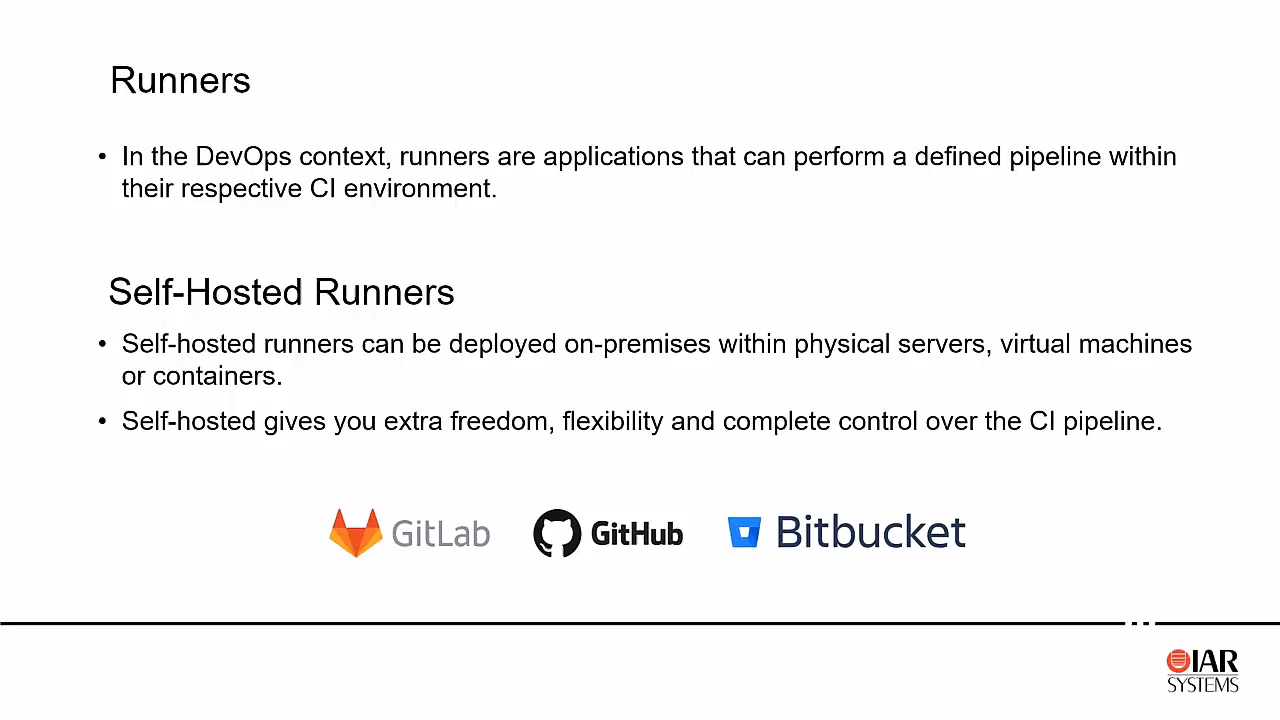 Runners
• In the DevOps context, runners are applications that can perform a defined pipeline within
their respective CI environment.
Self-Hosted Runners
• Self-hosted runners can be deployed on-premises within physical servers, virtual machines
or containers.
• Self-hosted gives you extra freedom, flexibility and complete control over the CI pipeline.
GitLab GitHub Bitbucket
IAR
SYSTEMS